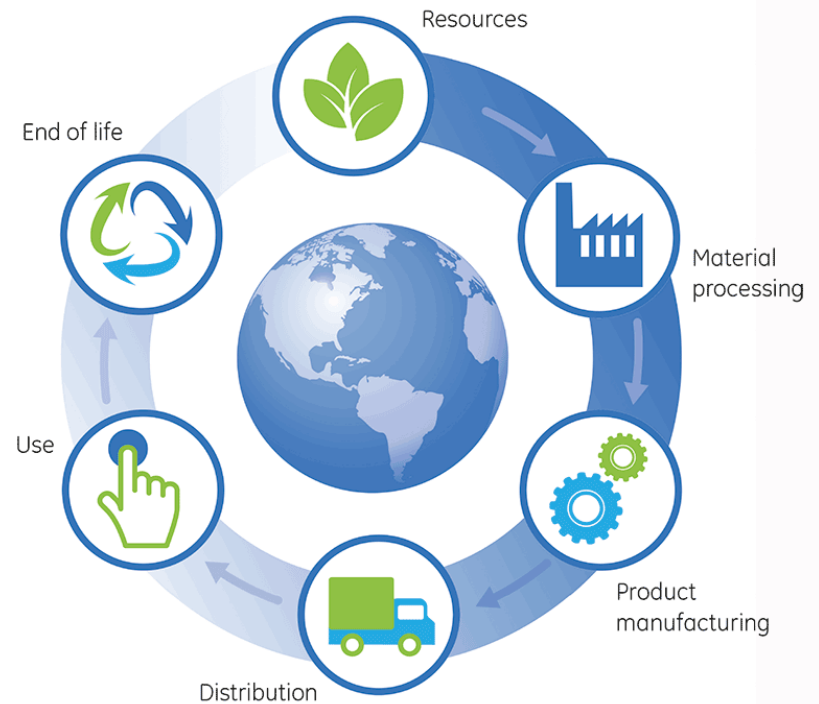 Resources
Material
processing
Product
manufacturing
Distribution
Use
End of life